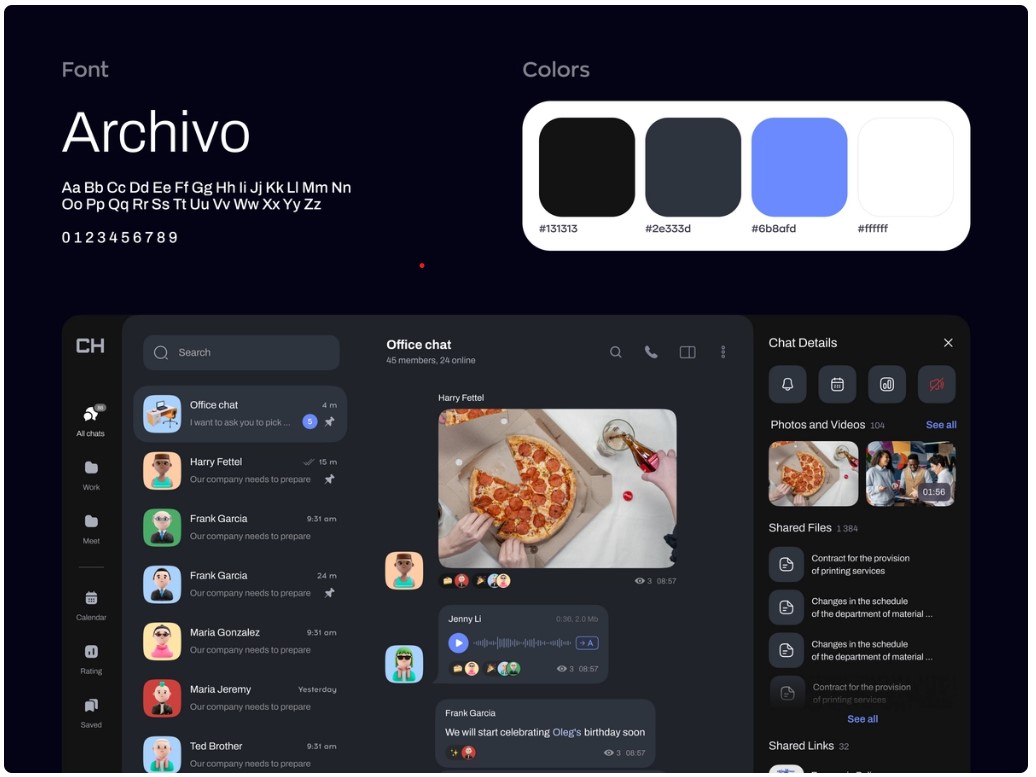 Font
Archivo
Aa Bb Cc Dd Ee Ff Gg Hh Ii Jj Kk Ll Mm Nn
Oo Pp Qq Rr Ss Tt Uu Vv Ww Xx Yy Zz
0 1 2 3 4 5 6 7 8 9
Colors
#131313
#2e333d
#6b8afd
#ffffff
CH
All chats
Work
Meet
Calendar
Rating
Saved
Search
Office chat
4 m
I want to ask you to pick ...
5
Harry Fettel
15 m
Our company needs to prepare
Frank Garcia
9:31 am
Our company needs to prepare
Frank Garcia
24 m
Our company needs to prepare
Maria Gonzalez
9:31 am
Our company needs to prepare
Maria Jeremy
Yesterday
Our company needs to prepare
Ted Brother
9:31 am
Our company needs to prepare
Office chat
45 members, 24 online
Harry Fettel
3 08:57
Jenny Li
0:36, 2.0 Mb
A
3 08:57
Frank Garcia
We will start celebrating Oleg's birthday soon
3 08:57
Chat Details
Photos and Videos 104
See all
01:56
Shared Files 1 384
Contract for the provision
of printing services
Changes in the schedule
of the department of material ...
Changes in the schedule
of the department of material ...
Contract for the provision
of printing services
See all
Shared Links 32